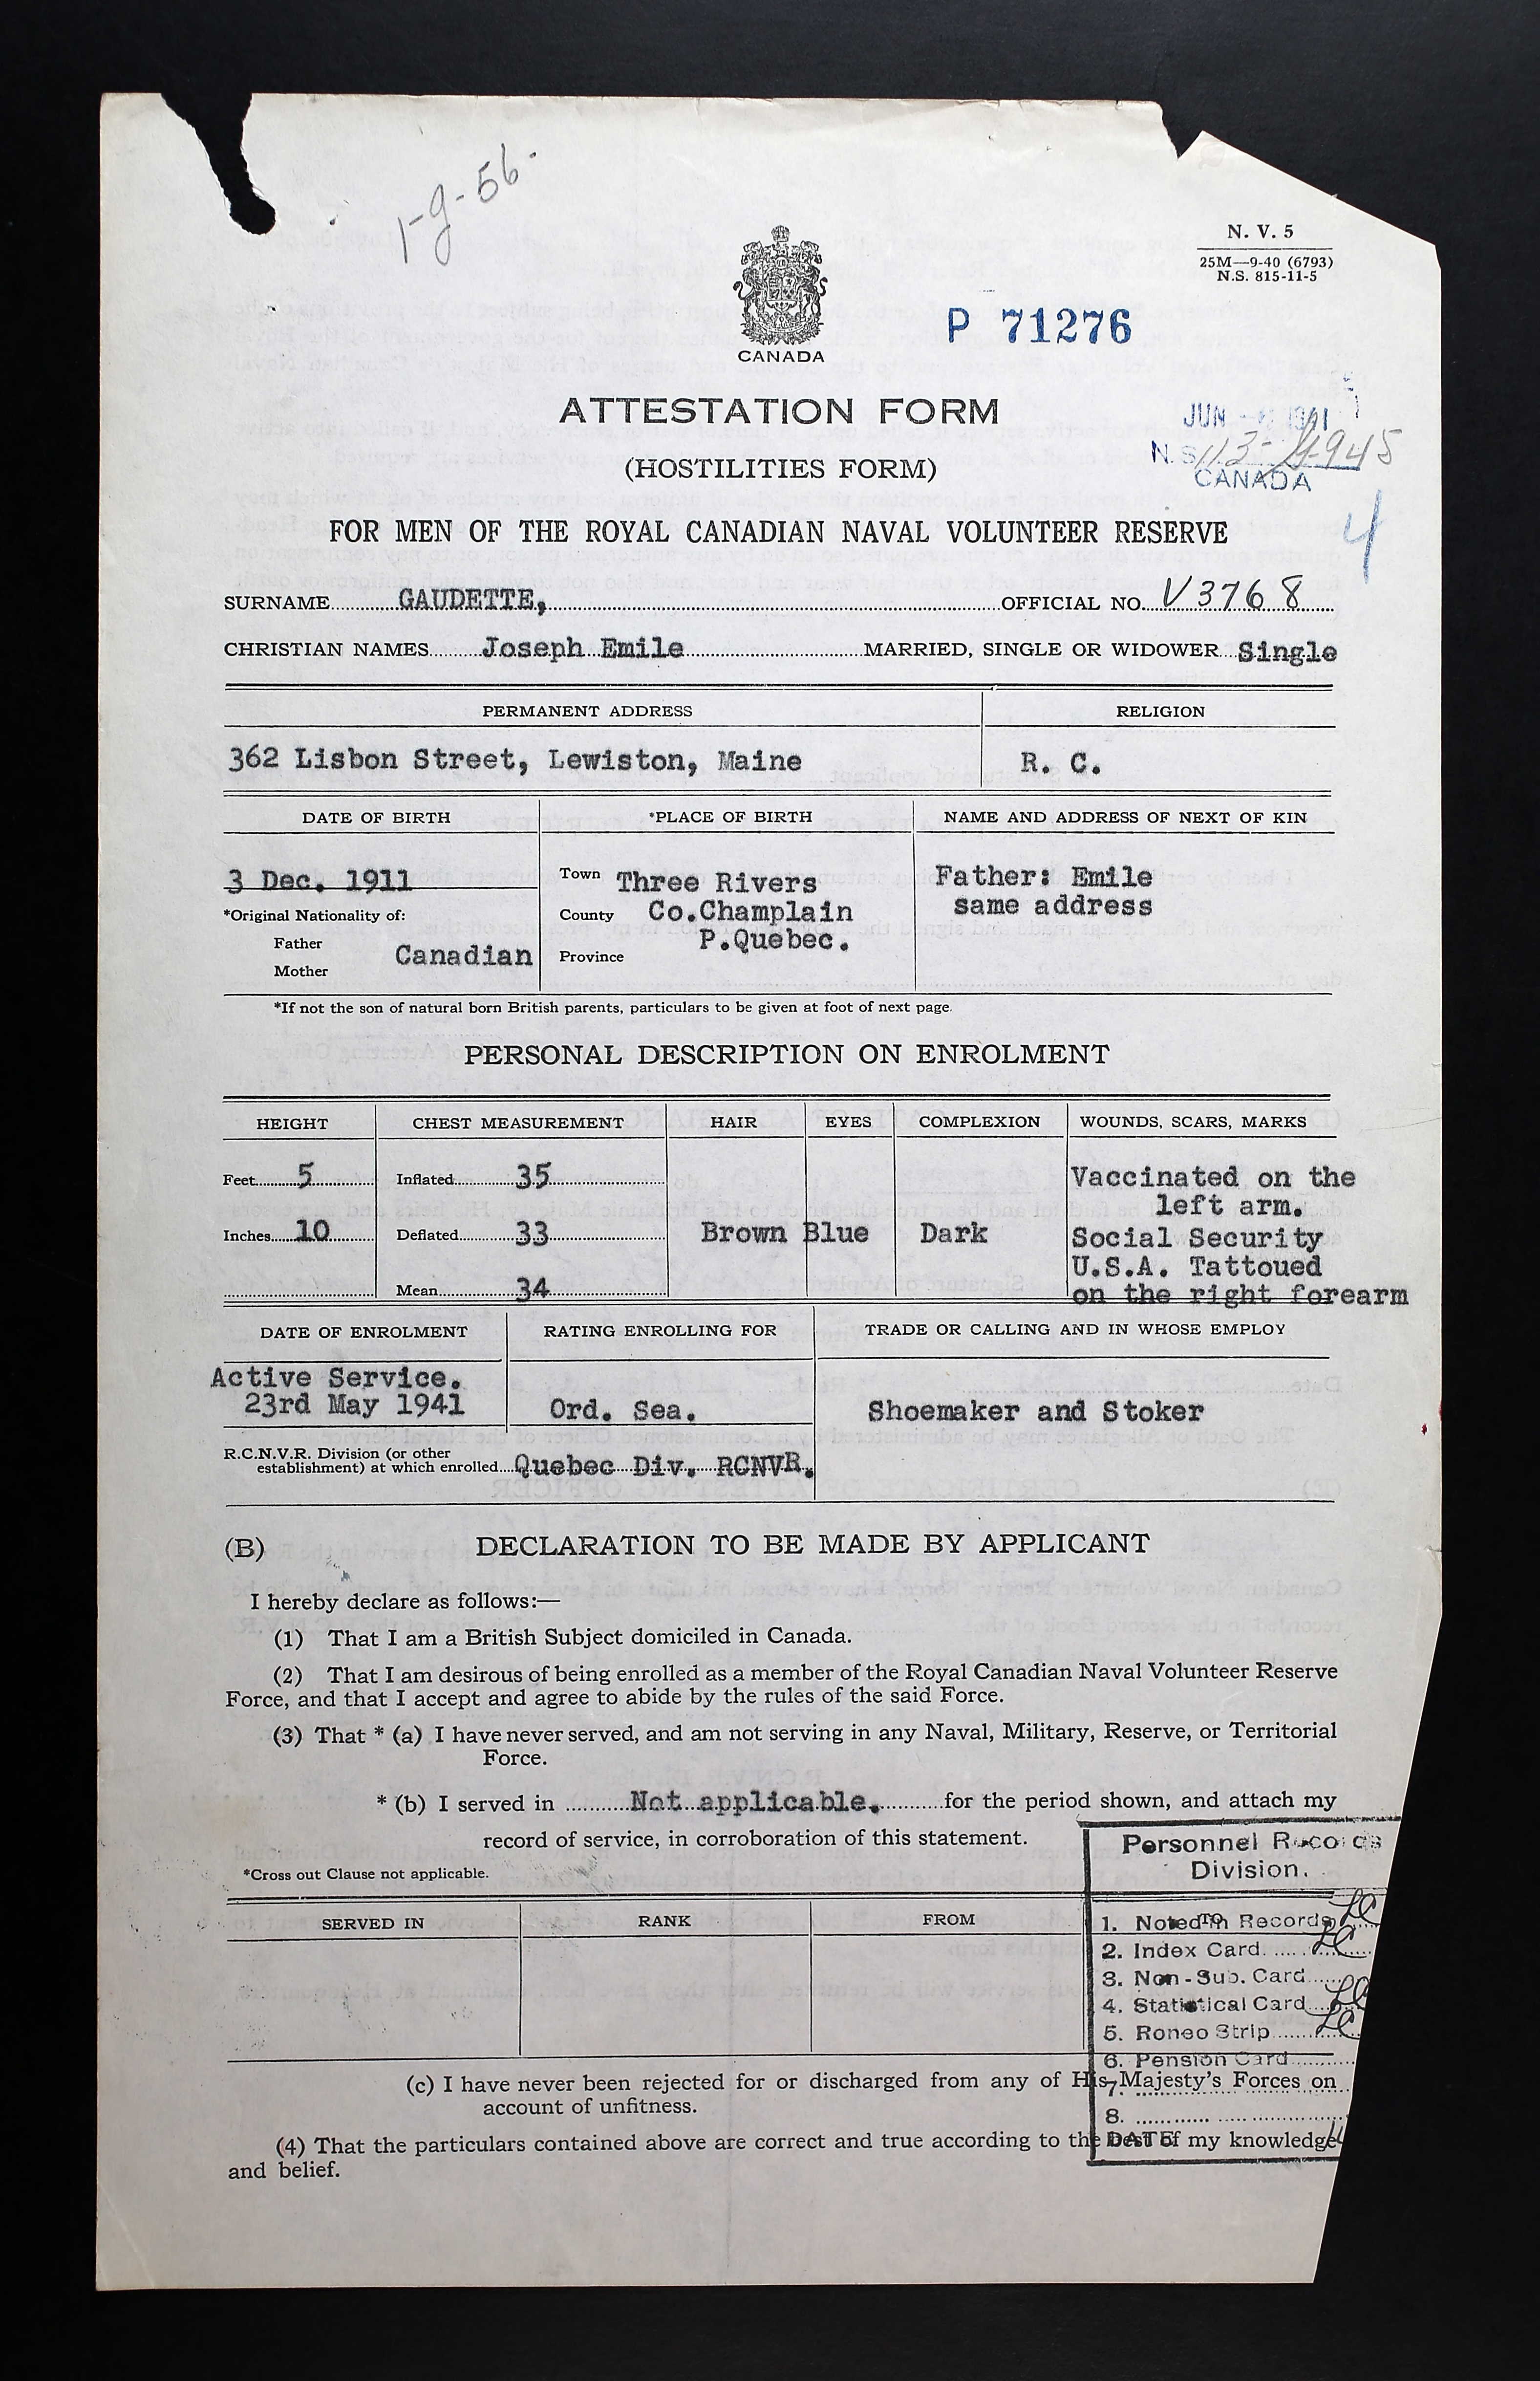 1-9-56.
N. V. 5
25M—9-40 (6793)
N.S. 815-11-5
CANADA
P 71276
ATTESTATION FORM
JUN 1941
(HOSTILITIES FORM)
N.S. 113-G-945
CANADA
4
FOR MEN OF THE ROYAL CANADIAN NAVAL VOLUNTEER RESERVE
SURNAME GAUDETTE, OFFICIAL NO. V3768
CHRISTIAN NAMES Joseph Emile MARRIED, SINGLE OR WIDOWER Single
PERMANENT ADDRESS RELIGION
362 Lisbon Street, Lewiston, Maine R. C.
DATE OF BIRTH *PLACE OF BIRTH NAME AND ADDRESS OF NEXT OF KIN
3 Dec. 1911 Town Three Rivers Father: Emile
*Original Nationality of: County Co.Champlain same address
Father
Mother Canadian Province P.Quebec.
*If not the son of natural born British parents, particulars to be given at foot of next page.
PERSONAL DESCRIPTION ON ENROLMENT
HEIGHT CHEST MEASUREMENT HAIR EYES COMPLEXION WOUNDS, SCARS, MARKS
Feet 5 Inflated 35 Vaccinated on the
left arm.
Inches 10 Deflated 33 Brown Blue Dark Social Security
U.S.A. Tattoued
Mean 34 on the right forearm
DATE OF ENROLMENT RATING ENROLLING FOR TRADE OR CALLING AND IN WHOSE EMPLOY
Active Service.
23rd May 1941 Ord. Sea. Shoemaker and Stoker
R.C.N.V.R. Division (or other
establishment) at which enrolled Quebec Div. RCNVR.
(B) DECLARATION TO BE MADE BY APPLICANT
I hereby declare as follows:—
(1) That I am a British Subject domiciled in Canada.
(2) That I am desirous of being enrolled as a member of the Royal Canadian Naval Volunteer Reserve
Force, and that I accept and agree to abide by the rules of the said Force.
(3) That * (a) I have never served, and am not serving in any Naval, Military, Reserve, or Territorial
Force.
* (b) I served in Not applicable. for the period shown, and attach my
record of service, in corroboration of this statement.
*Cross out Clause not applicable.
Personnel Records
Division.
SERVED IN RANK FROM TO
1. Noted in Records LC
2. Index Card LC
3. Non-Sub. Card
4. Statistical Card LC
5. Roneo Strip LC
6. Pension Card
7.
8.
DATE
(c) I have never been rejected for or discharged from any of His Majesty's Forces on
account of unfitness.
(4) That the particulars contained above are correct and true according to the best of my knowledge
and belief.